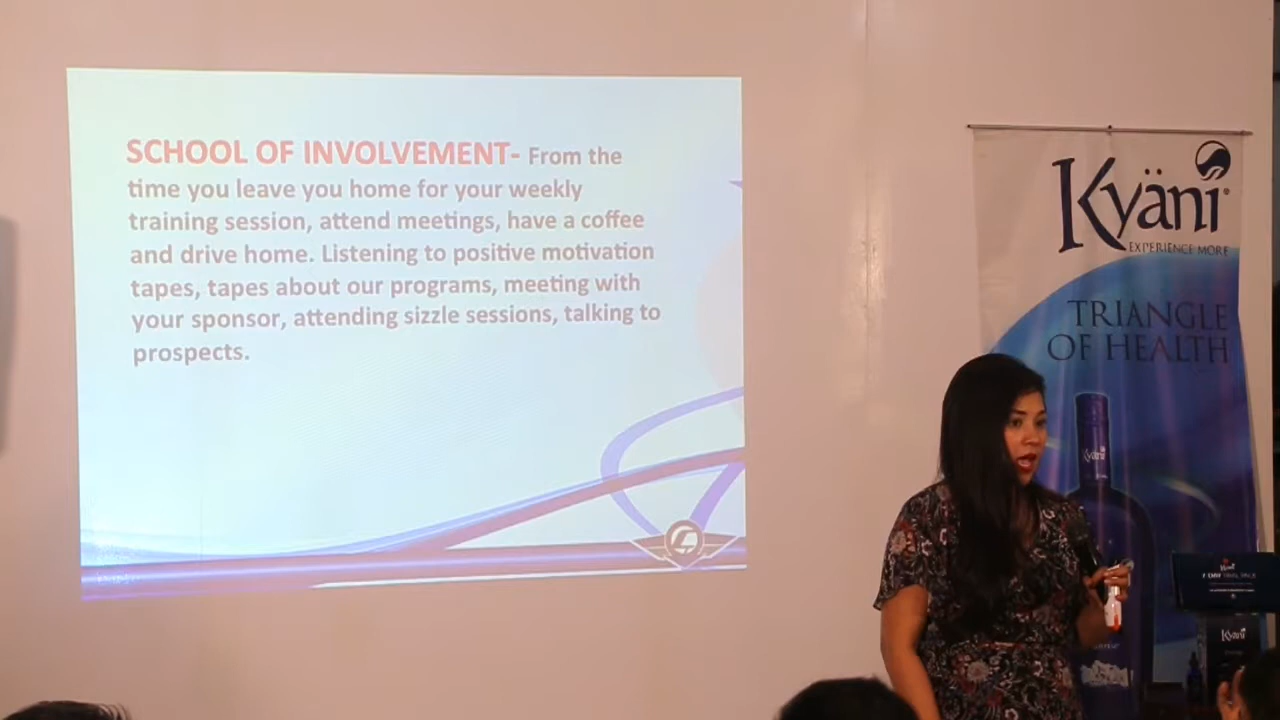 SCHOOL OF INVOLVEMENT- From the
time you leave you home for your weekly
training session, attend meetings, have a coffee
and drive home. Listening to positive motivation
tapes, tapes about our programs, meeting with
your sponsor, attending sizzle sessions, talking to
prospects.
Kyäni®
EXPERIENCE MORE
TRIANGLE
OF HEALTH
Kyäni
Kyäni